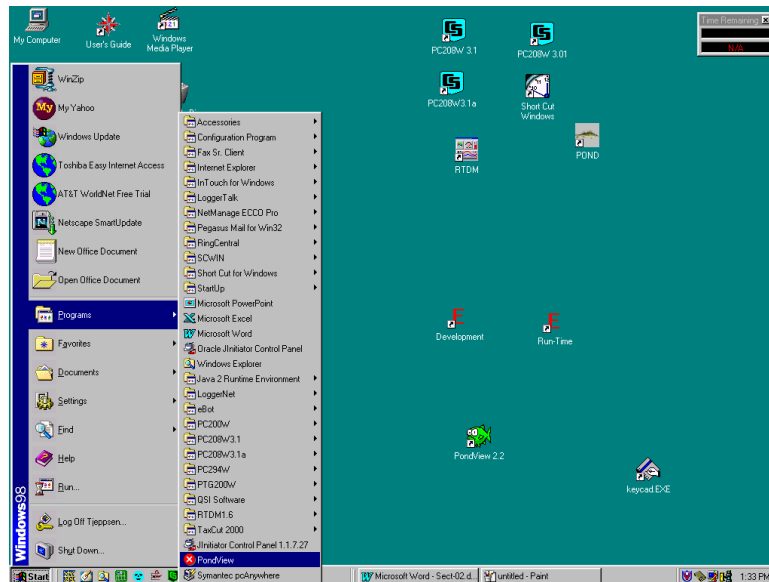 My Computer
User's Guide
Windows
Media Player
PC208W 3.1
PC208W 3.01
Time Remaining
N/A
PC208W3.1a
Short Cut
Windows
RTDM
POND
Development
Run-Time
PondView 2.2
keycad.EXE
WinZip
My Yahoo
Windows Update
Toshiba Easy Internet Access
AT&T WorldNet Free Trial
Netscape SmartUpdate
New Office Document
Open Office Document
Programs
Favorites
Documents
Settings
Find
Help
Run...
Log Off Tjeppsen...
Shut Down...
Windows98
Accessories
Configuration Program
Fax Sr. Client
Internet Explorer
InTouch for Windows
LoggerTalk
NetManage ECCO Pro
Pegasus Mail for Win32
RingCentral
SCWIN
Short Cut for Windows
StartUp
Microsoft PowerPoint
Microsoft Excel
Microsoft Word
Oracle JInitiator Control Panel
Windows Explorer
Java 2 Runtime Environment
LoggerNet
eBot
PC200W
PC208W3.1
PC208W3.1a
PC294W
PTG200W
QSI Software
RTDM1.6
TaxCut 2000
JInitiator Control Panel 1.1.7.27
PondView
Symantec pcAnywhere
Start
Microsoft Word - Sect-02.d...
untitled - Paint
1:33 PM